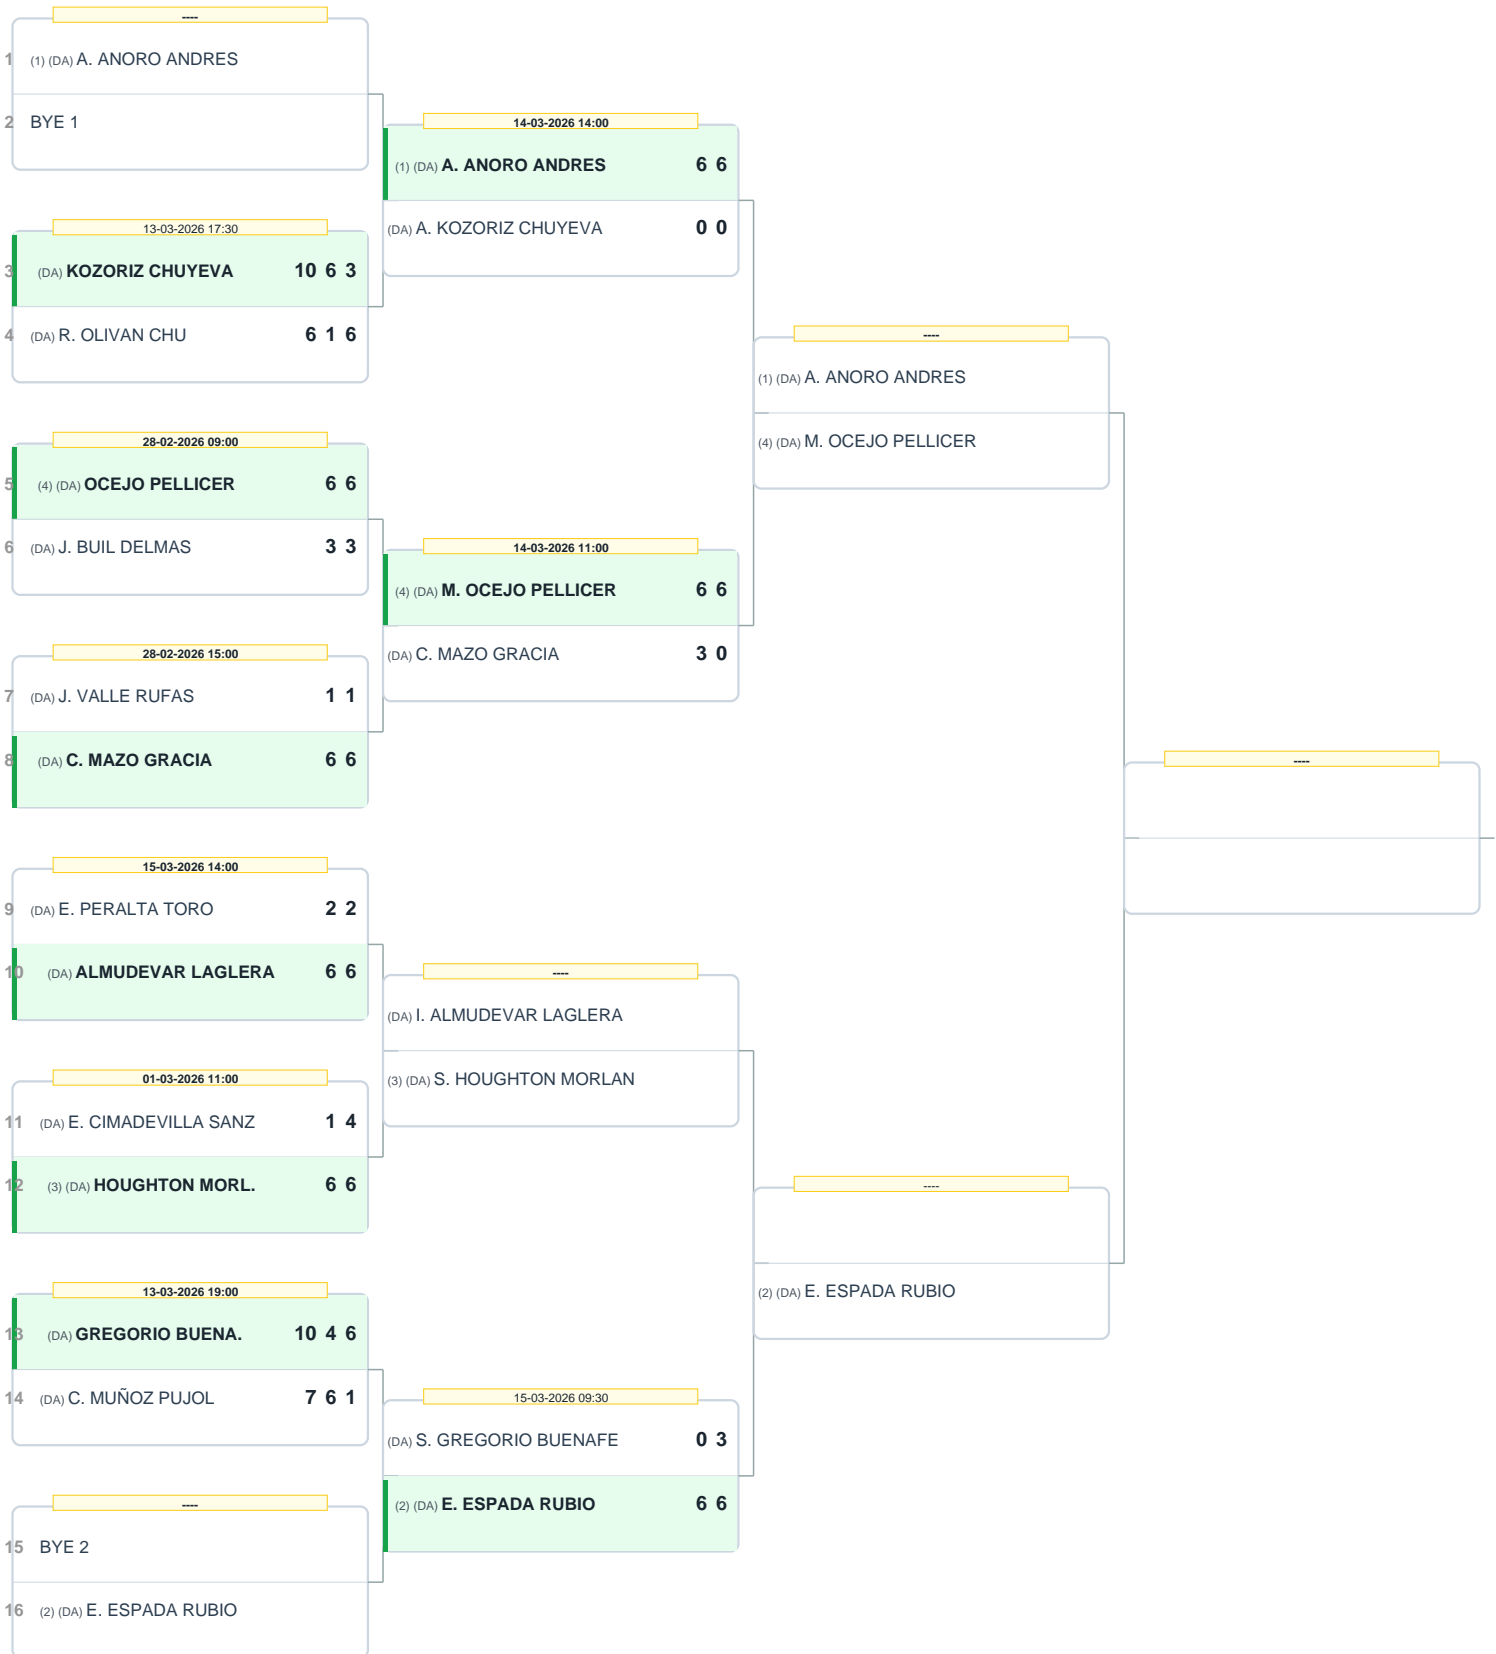 ----
1 (1) (DA) A. ANORO ANDRES
2 BYE 1
13-03-2026 17:30
3 (DA) KOZORIZ CHUYEVA 10 6 3
4 (DA) R. OLIVAN CHU 6 1 6
28-02-2026 09:00
5 (4) (DA) OCEJO PELLICER 6 6
6 (DA) J. BUIL DELMAS 3 3
28-02-2026 15:00
7 (DA) J. VALLE RUFAS 1 1
8 (DA) C. MAZO GRACIA 6 6
15-03-2026 14:00
9 (DA) E. PERALTA TORO 2 2
10 (DA) ALMUDEVAR LAGLERA 6 6
01-03-2026 11:00
11 (DA) E. CIMADEVILLA SANZ 1 4
12 (3) (DA) HOUGHTON MORL. 6 6
13-03-2026 19:00
13 (DA) GREGORIO BUENA. 10 4 6
14 (DA) C. MUÑOZ PUJOL 7 6 1
----
15 BYE 2
16 (2) (DA) E. ESPADA RUBIO
14-03-2026 14:00
(1) (DA) A. ANORO ANDRES 6 6
(DA) A. KOZORIZ CHUYEVA 0 0
14-03-2026 11:00
(4) (DA) M. OCEJO PELLICER 6 6
(DA) C. MAZO GRACIA 3 0
----
(DA) I. ALMUDEVAR LAGLERA
(3) (DA) S. HOUGHTON MORLAN
15-03-2026 09:30
(DA) S. GREGORIO BUENAFE 0 3
(2) (DA) E. ESPADA RUBIO 6 6
----
(1) (DA) A. ANORO ANDRES
(4) (DA) M. OCEJO PELLICER
----
(2) (DA) E. ESPADA RUBIO
----